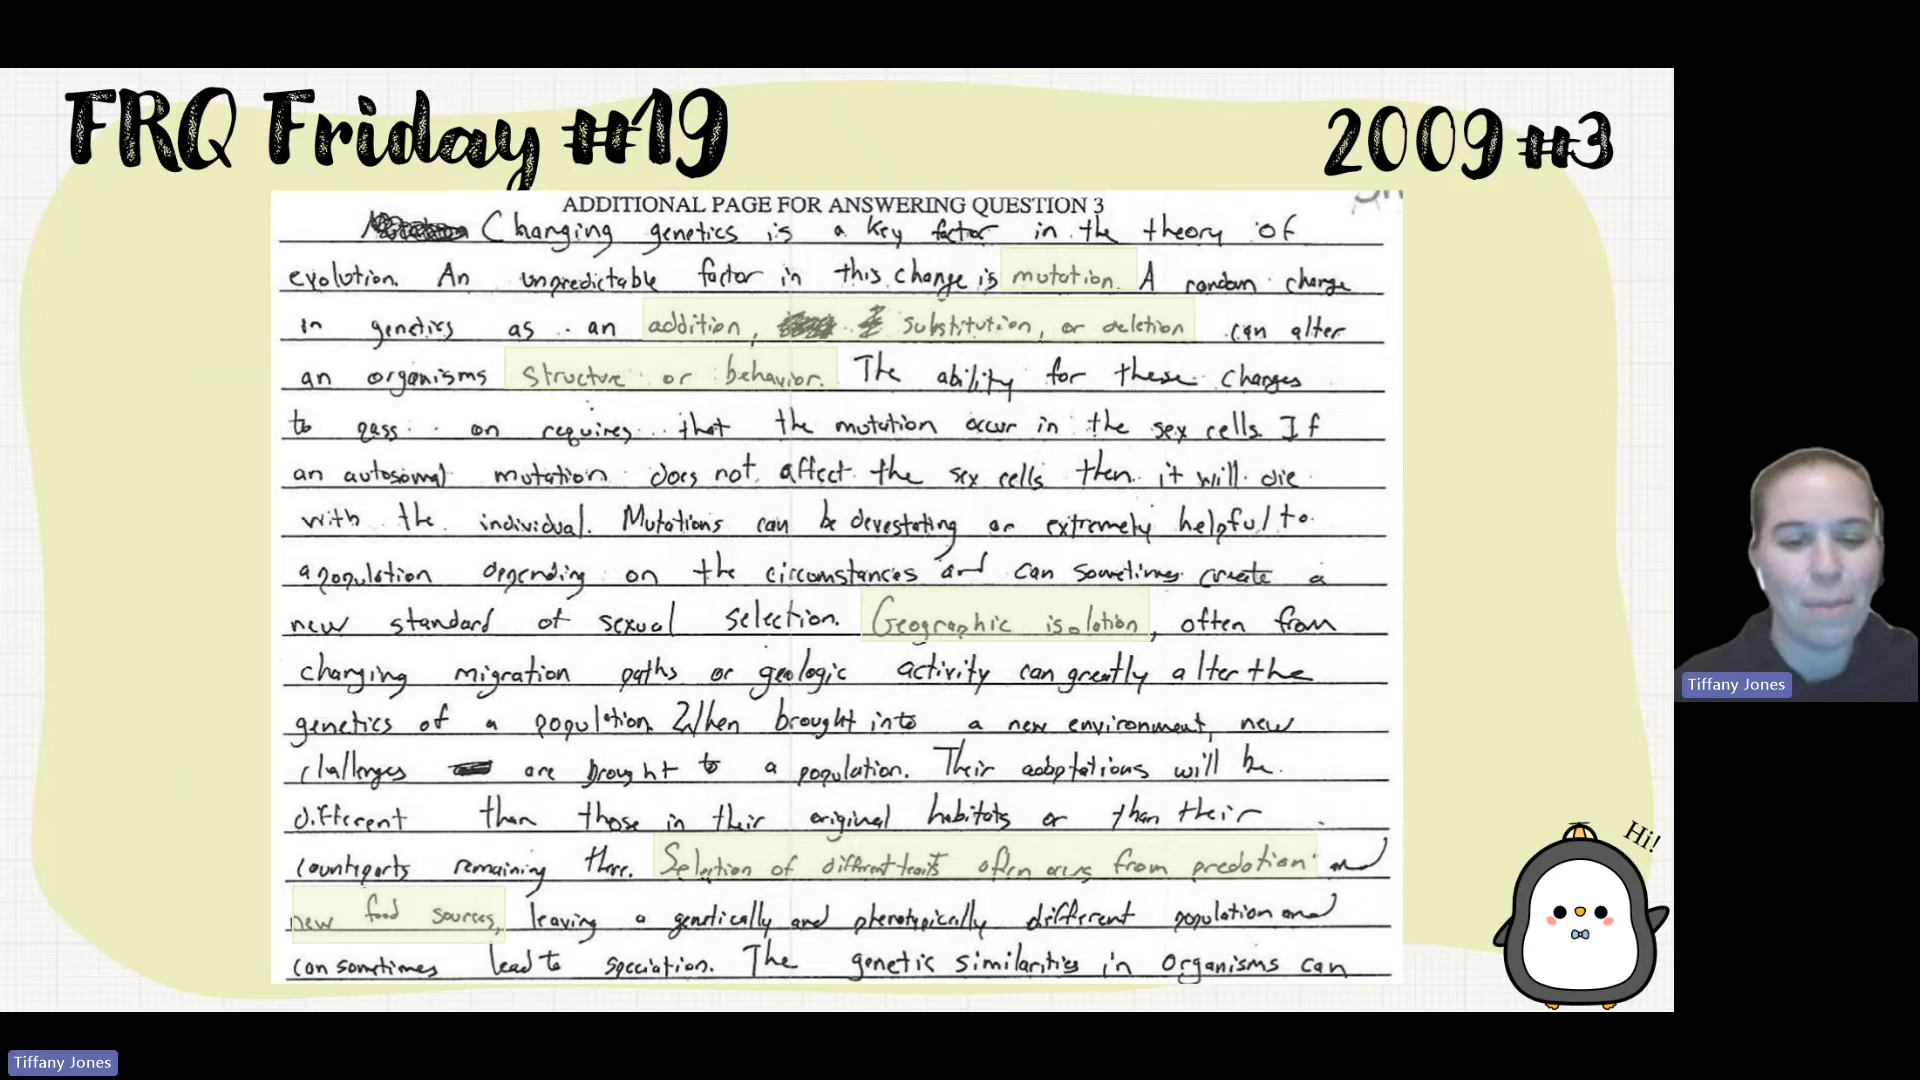 FRQ Friday #19
2009 #3
ADDITIONAL PAGE FOR ANSWERING QUESTION 3
Changing genetics is a key factor in the theory of
evolution. An unpredictable factor in this change is mutation. A random change
in genetics as an addition, substitution, or deletion can alter
an organisms structure or behavior. The ability for these changes
to pass on requires that the mutation occur in the sex cells. If
an autosomal mutation does not affect the sex cells then it will die
with the individual. Mutations can be devestating or extremely helpful to
a population depending on the circumstances and can sometimes create a
new standard of sexual selection. Geographic isolation, often from
changing migration paths or geologic activity can greatly alter the
genetics of a population. When brought into a new environment, new
challenges are brought to a population. Their adaptations will be
different than those in their original habitats or than their
counterparts remaining there. Selection of different traits often from predation and
new food sources, leaving a genetically and phenotypically different population and
can sometimes lead to speciation. The genetic similarities in organisms can
Hi!
Tiffany Jones
Tiffany Jones